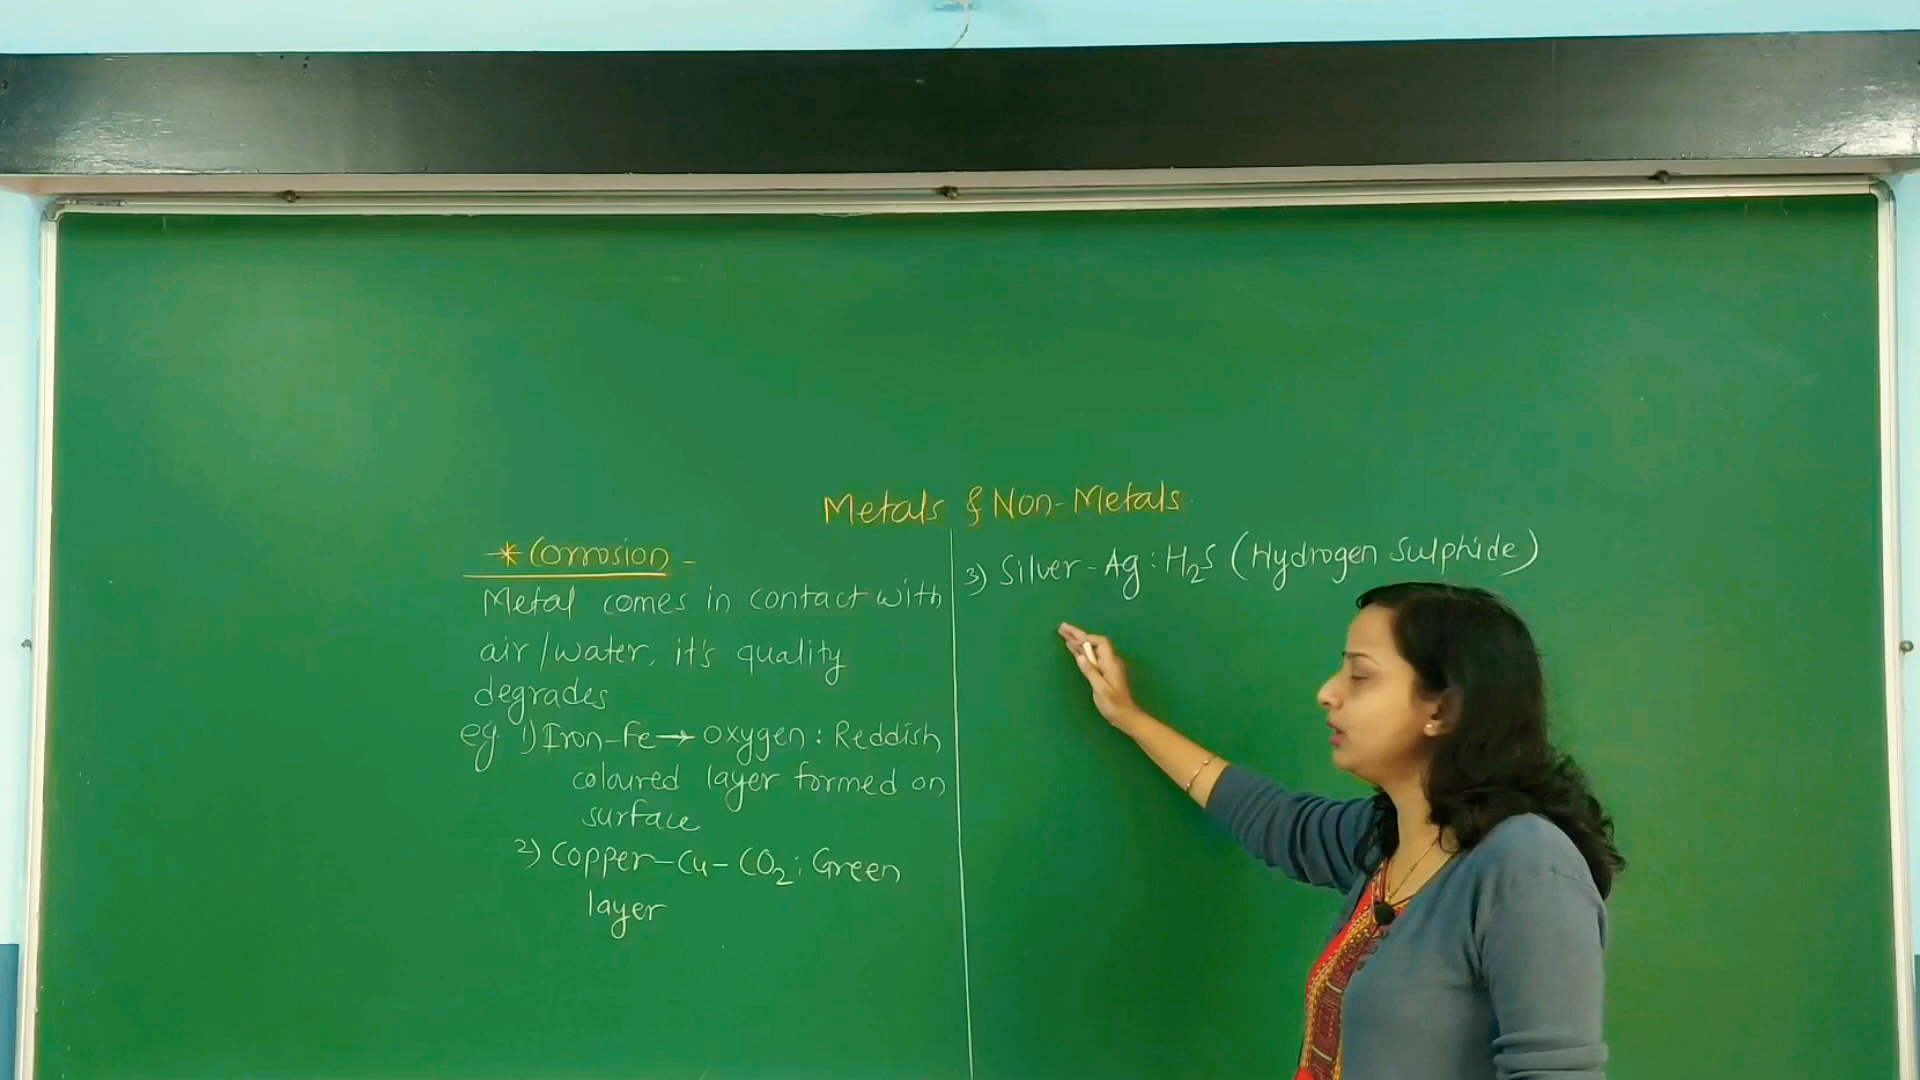 Metals & Non-Metals
* Corrosion -
Metal comes in contact with
air/water, it's quality
degrades
eg. 1) Iron-Fe → oxygen: Reddish
coloured layer formed on
surface
2) Copper-Cu-CO₂: Green
layer
3) Silver-Ag: H₂S (Hydrogen Sulphide)